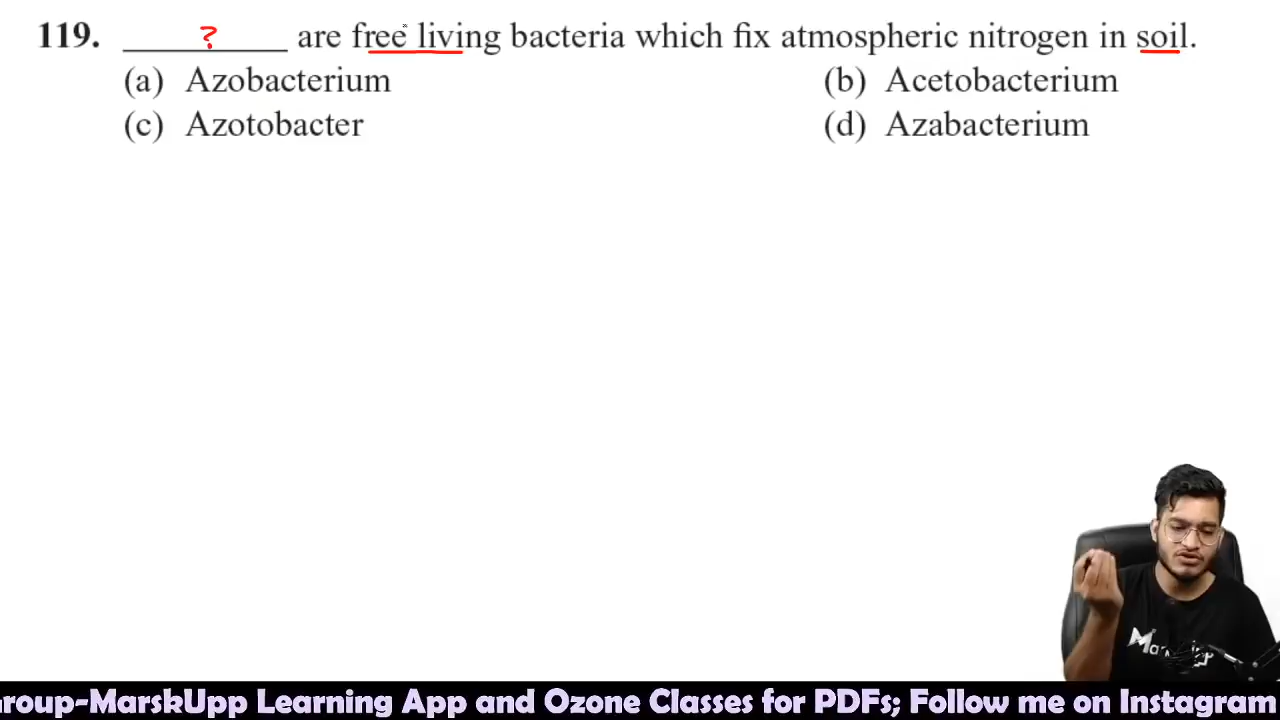 119. ? are free living bacteria which fix atmospheric nitrogen in soil.
(a) Azobacterium (b) Acetobacterium
(c) Azotobacter (d) Azabacterium
roup-MarskUpp Learning App and Ozone Classes for PDFs; Follow me on Instagram